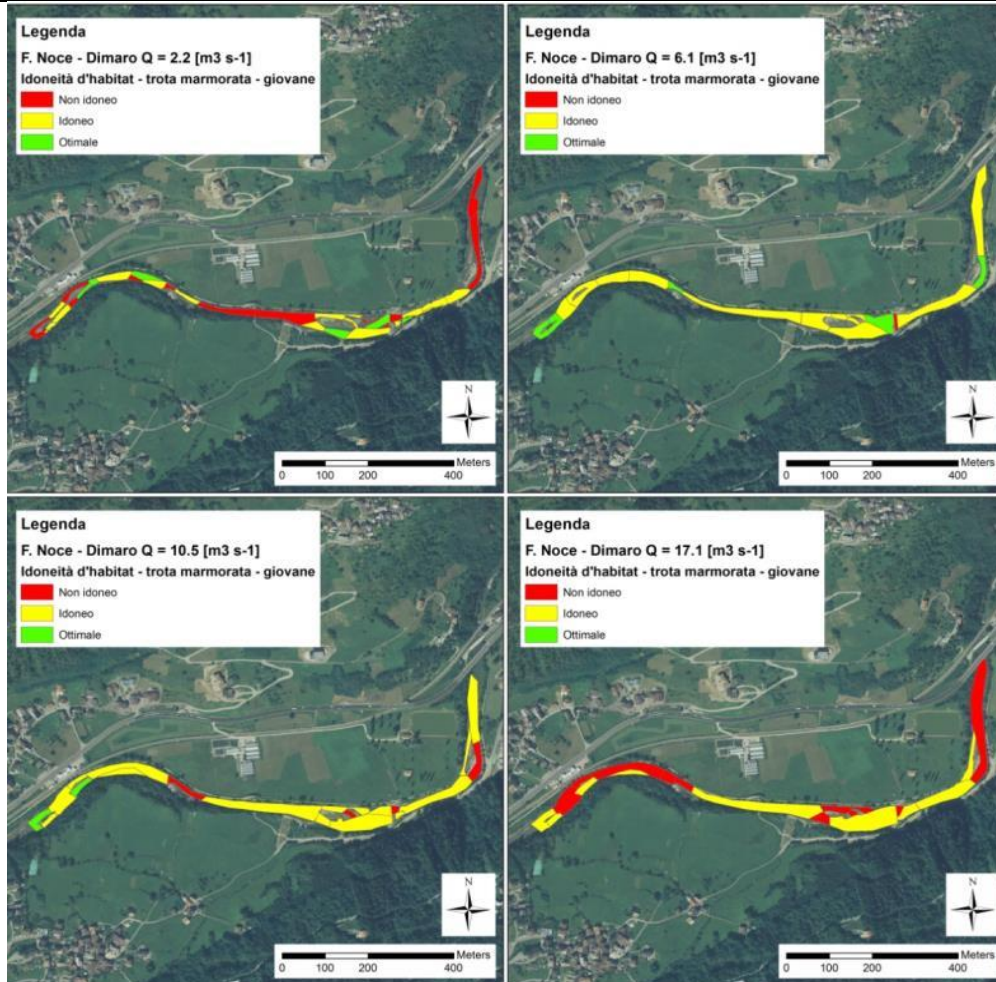 Legenda
F. Noce - Dimaro Q = 2.2 [m3 s-1]
Idoneità d'habitat - trota marmorata - giovane
Non idoneo
Idoneo
Otimale
N
Meters
0 100 200 400
Legenda
F. Noce - Dimaro Q = 6.1 [m3 s-1]
Idoneità d'habitat - trota marmorata - giovane
Non idoneo
Idoneo
Ottimale
N
Meters
0 100 200 400
Legenda
F. Noce - Dimaro Q = 10.5 [m3 s-1]
Idoneità d'habitat - trota marmorata - giovane
Non idoneo
Idoneo
Ottimale
N
Meters
0 100 200 400
Legenda
F. Noce - Dimaro Q = 17.1 [m3 s-1]
Idoneità d'habitat - trota marmorata - giovane
Non idoneo
Idoneo
Ottimale
N
Meters
0 100 200 400